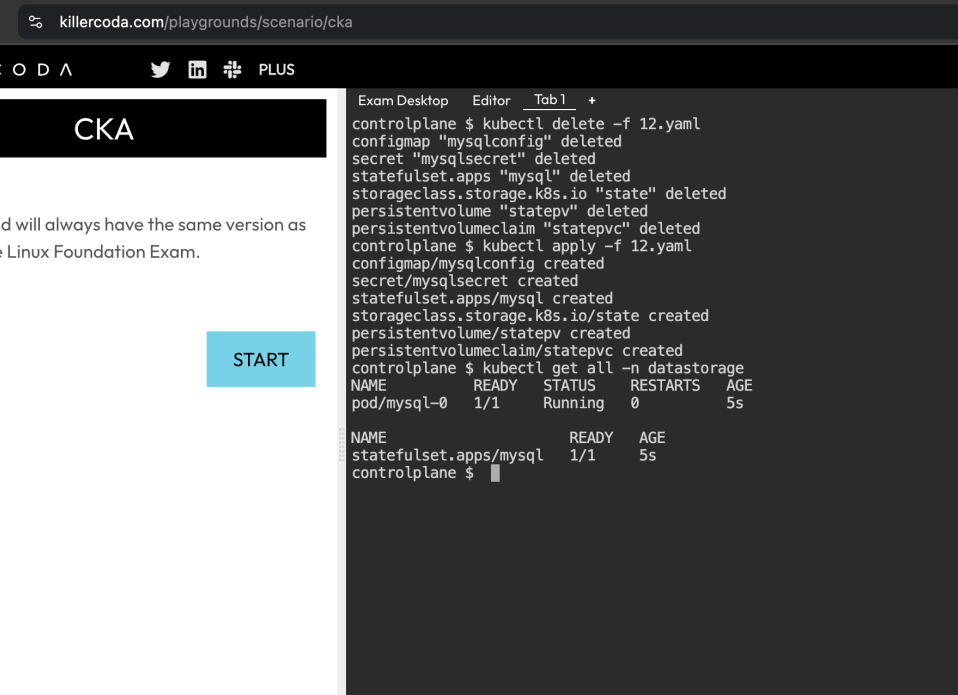 killercoda.com/playgrounds/scenario/cka
O D Λ
PLUS
CKA
d will always have the same version as
Linux Foundation Exam.
START
Exam Desktop Editor Tab 1 +
controlplane $ kubectl delete -f 12.yaml
configmap "mysqlconfig" deleted
secret "mysqlsecret" deleted
statefulset.apps "mysql" deleted
storageclass.storage.k8s.io "state" deleted
persistentvolume "statepv" deleted
persistentvolumeclaim "statepvc" deleted
controlplane $ kubectl apply -f 12.yaml
configmap/mysqlconfig created
secret/mysqlsecret created
statefulset.apps/mysql created
storageclass.storage.k8s.io/state created
persistentvolume/statepv created
persistentvolumeclaim/statepvc created
controlplane $ kubectl get all -n datastorage
NAME READY STATUS RESTARTS AGE
pod/mysql-0 1/1 Running 0 5s
NAME READY AGE
statefulset.apps/mysql 1/1 5s
controlplane $